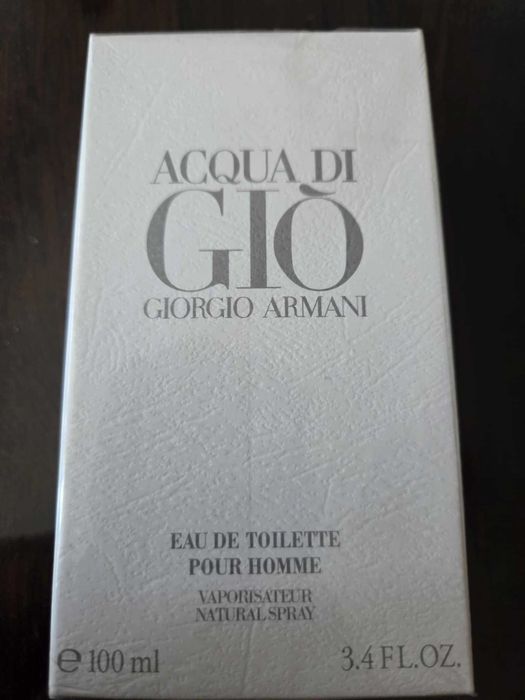 ACQUA DI
GIÒ
GIORGIO ARMANI
EAU DE TOILETTE
POUR HOMME
VAPORISATEUR
NATURAL SPRAY
℮ 100 ml
3.4 FL.OZ.